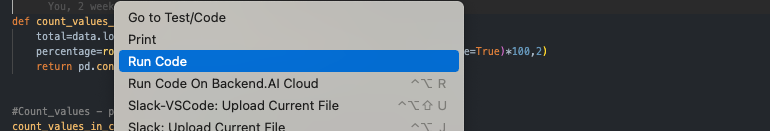 You, 2 week
def count_values_
Go to Test/Code
total=data.lo
Print
percentage=ro
Run Code
e=True)*100,2)
return pd.con
Run Code On Backend.AI Cloud ⌃⌥ R
Slack-VSCode: Upload Current File ⌃⌥⇧ U
#Count_values - p
count_values_in_c
Slack: Upload Current File ⌃⌥ J